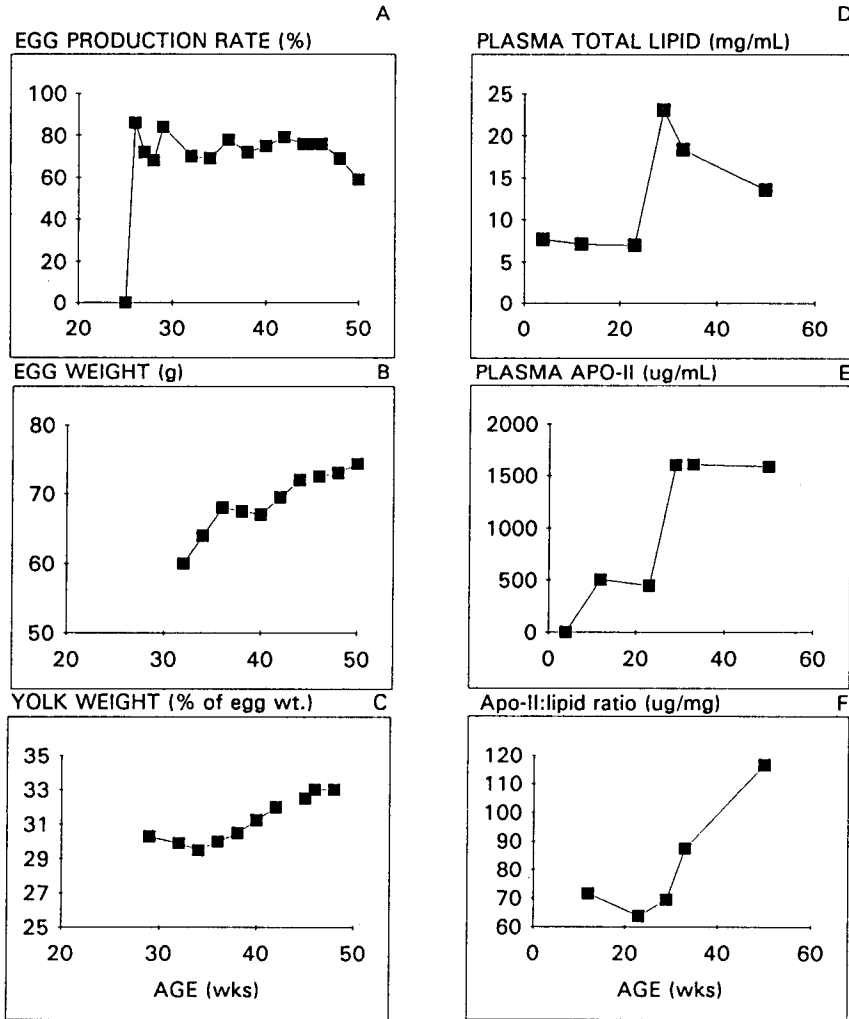 A
EGG PRODUCTION RATE (%)
100
80
60
40
20
0
20 30 40 50
EGG WEIGHT (g) B
80
70
60
50
20 30 40 50
YOLK WEIGHT (% of egg wt.) C
35
33
31
29
27
25
20 30 40 50
AGE (wks)
D
PLASMA TOTAL LIPID (mg/mL)
25
20
15
10
5
0
0 20 40 60
PLASMA APO-II (ug/mL) E
2000
1500
1000
500
0
0 20 40 60
Apo-II:lipid ratio (ug/mg) F
120
110
100
90
80
70
60
0 20 40 60
AGE (wks)